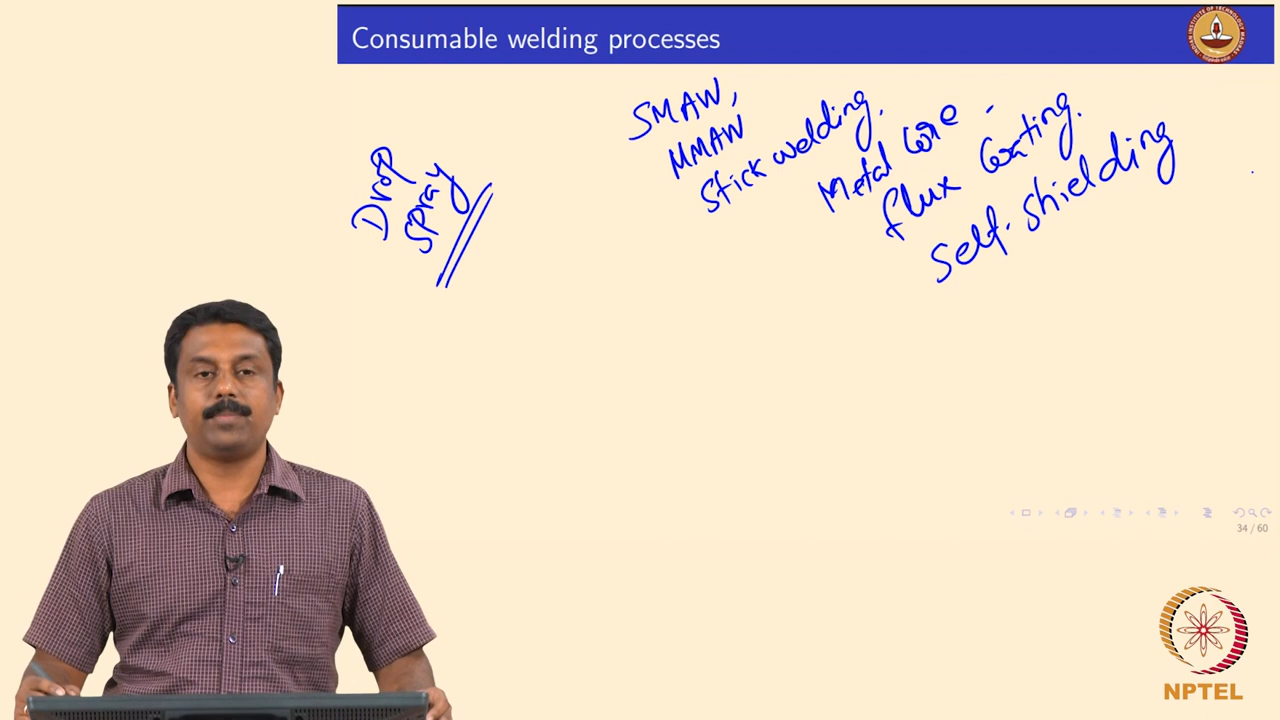 Consumable welding processes
SMAW,
MMAW
Stick welding.
Metal core -
flux coating.
Self-shielding
Drop
Spray
34 / 60
NPTEL